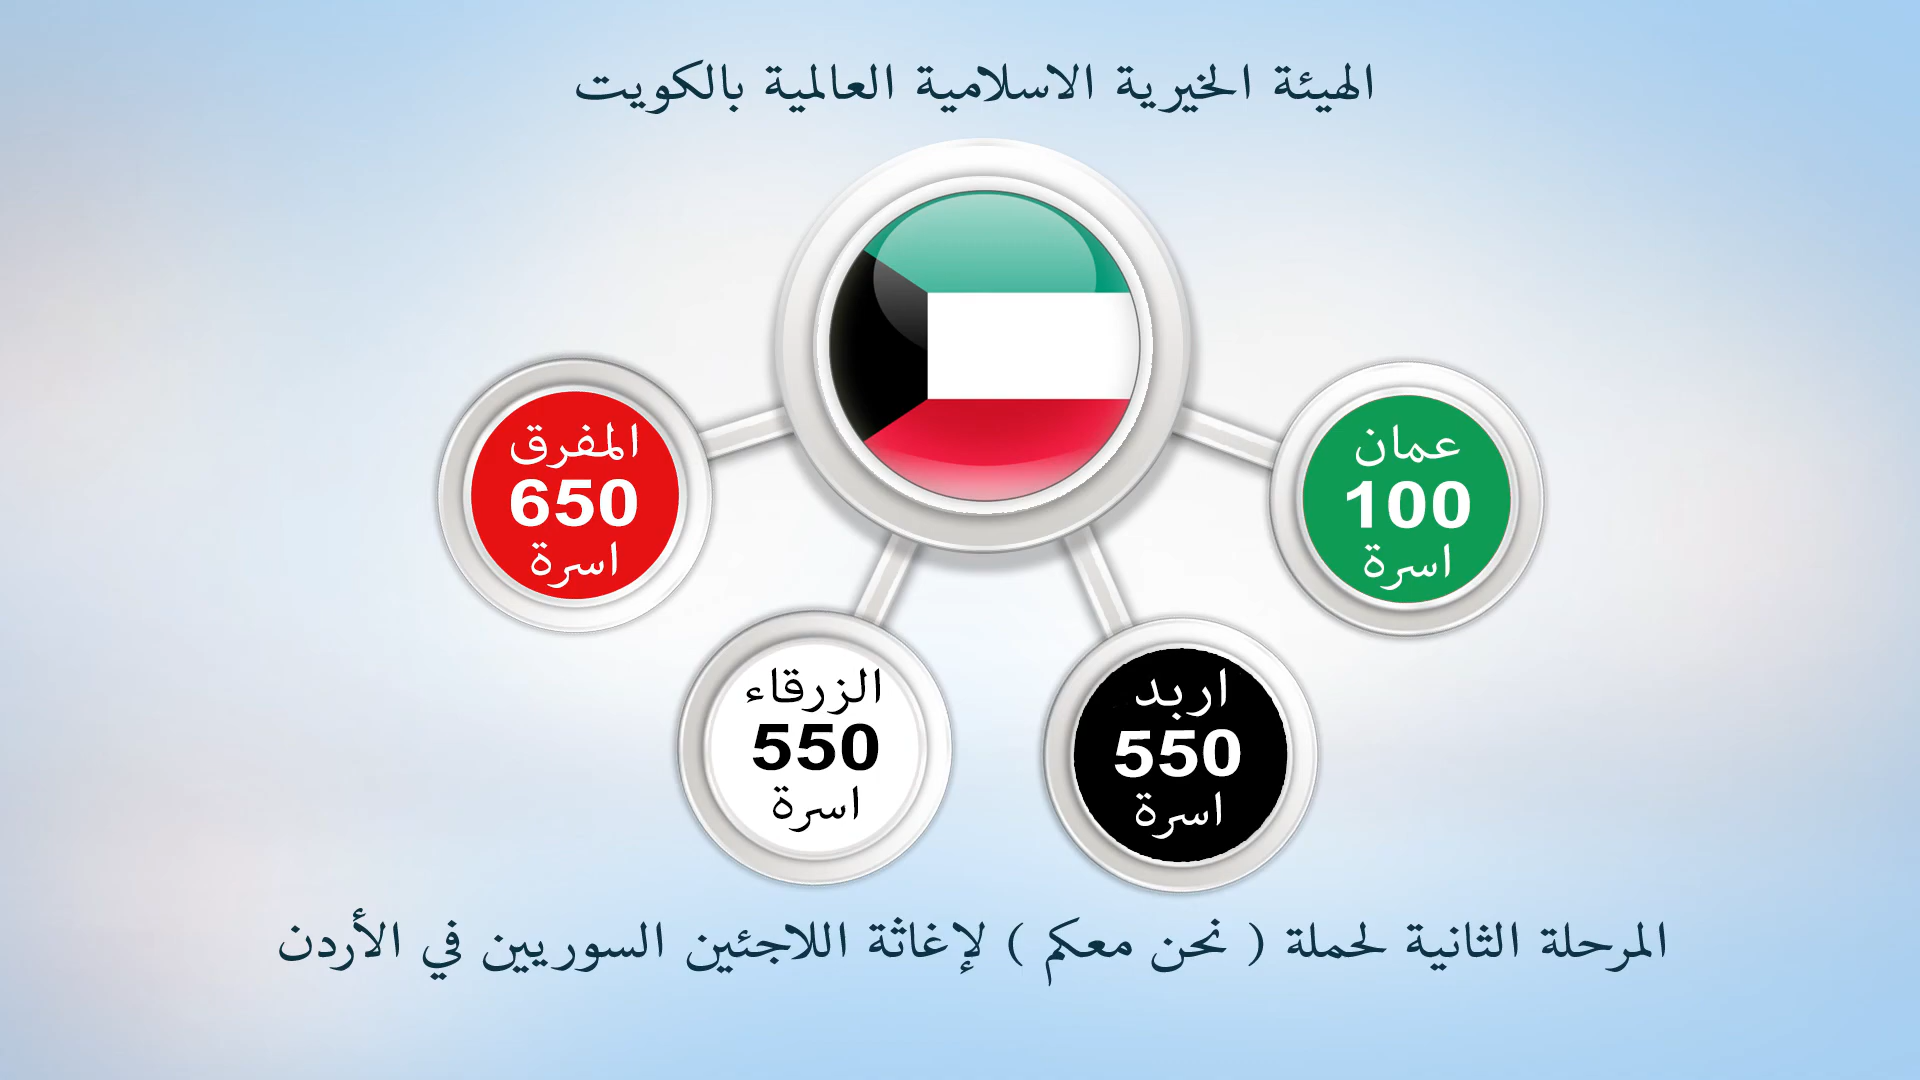 الهيئة الخيرية الاسلامية العالمية بالكويت
عمان
100
اسرة
المفرق
650
اسرة
اربد
550
اسرة
الزرقاء
550
اسرة
المرحلة الثانية لحملة ( نحن معكم ) لإغاثة اللاجئين السوريين في الأردن